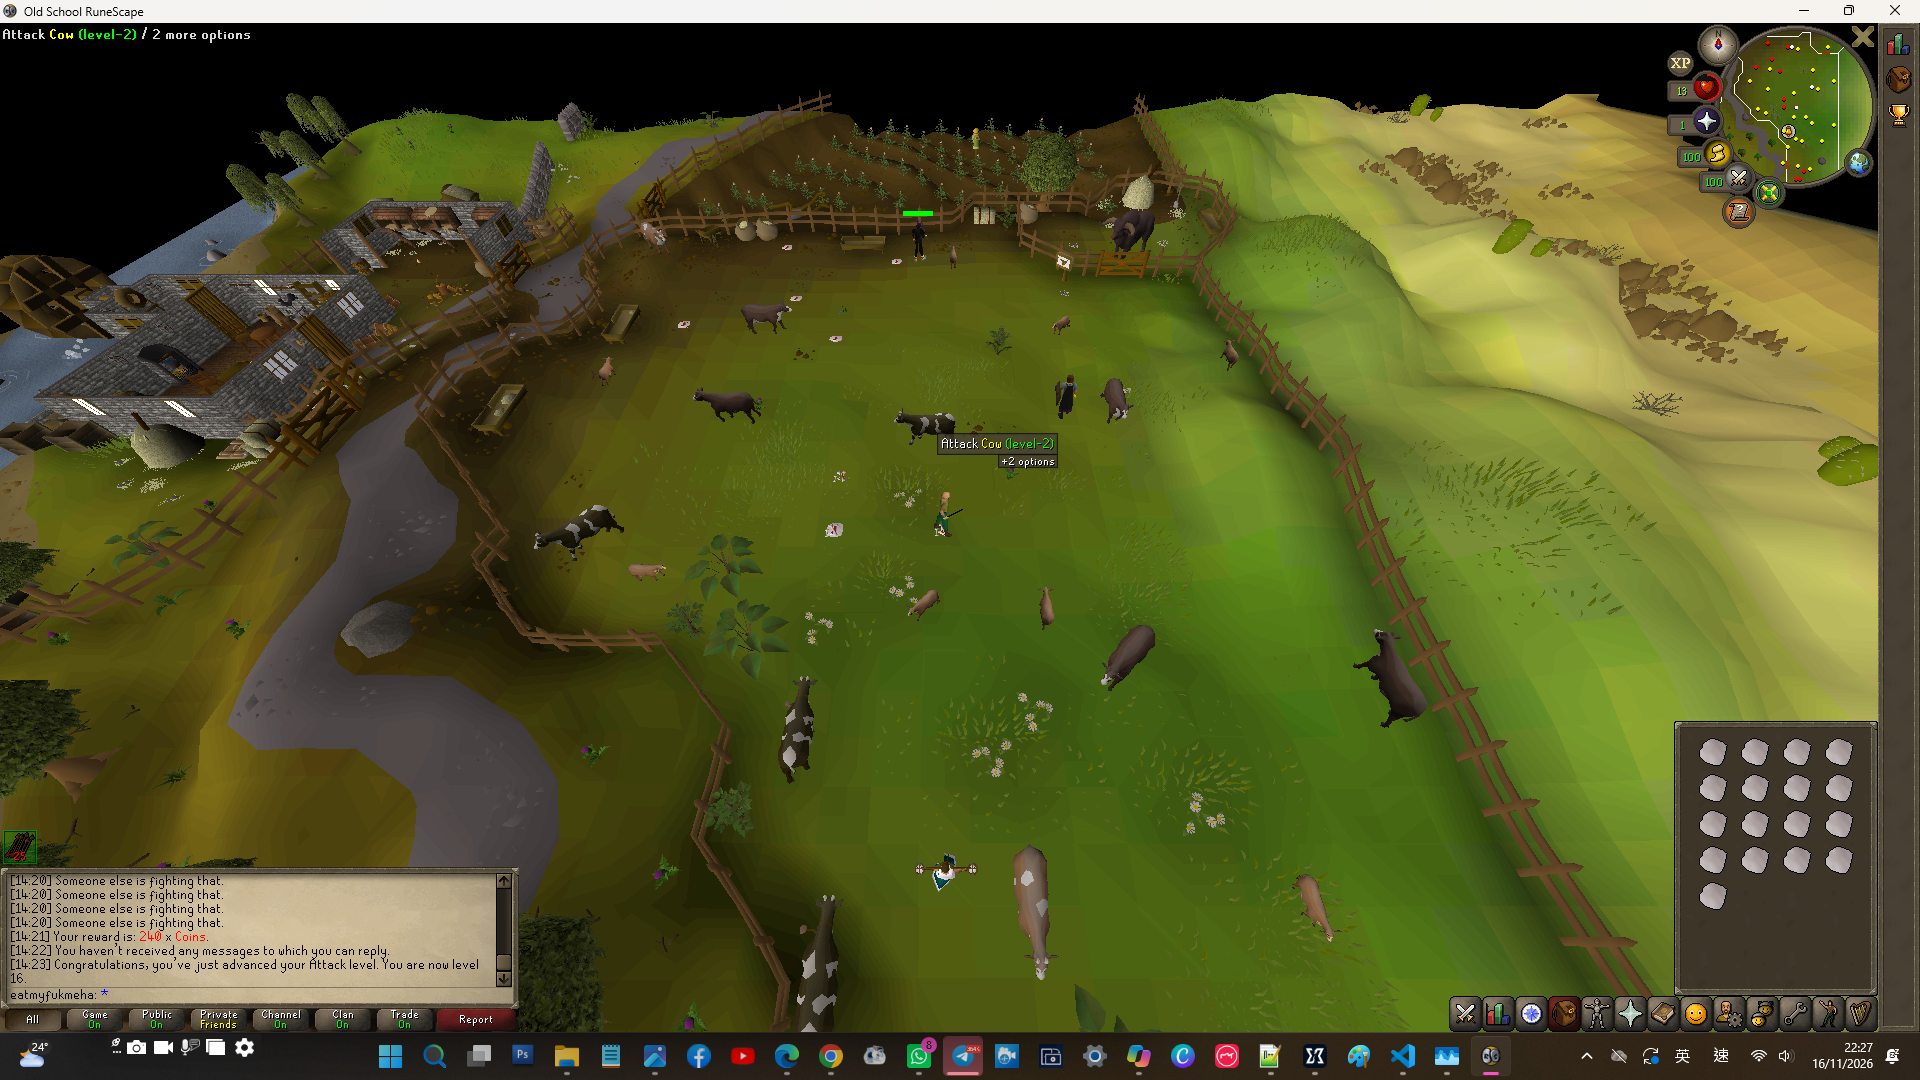 Old School RuneScape
Attack Cow (level-2) / 2 more options
N
XP
13
1
100
100
Attack Cow (level-2)
+2 options
-25
[14:20] Someone else is fighting that.
[14:20] Someone else is fighting that.
[14:20] Someone else is fighting that.
[14:20] Someone else is fighting that.
[14:21] Your reward is: 240 x Coins.
[14:22] You haven't received any messages to which you can reply.
[14:23] Congratulations, you've just advanced your Attack level. You are now level
16.
eatmyfukmeha: *
All
Game
On
Public
On
Private
Friends
Channel
On
Clan
On
Trade
On
Report
24°
Ps
8
英
速
22:27
16/11/2026